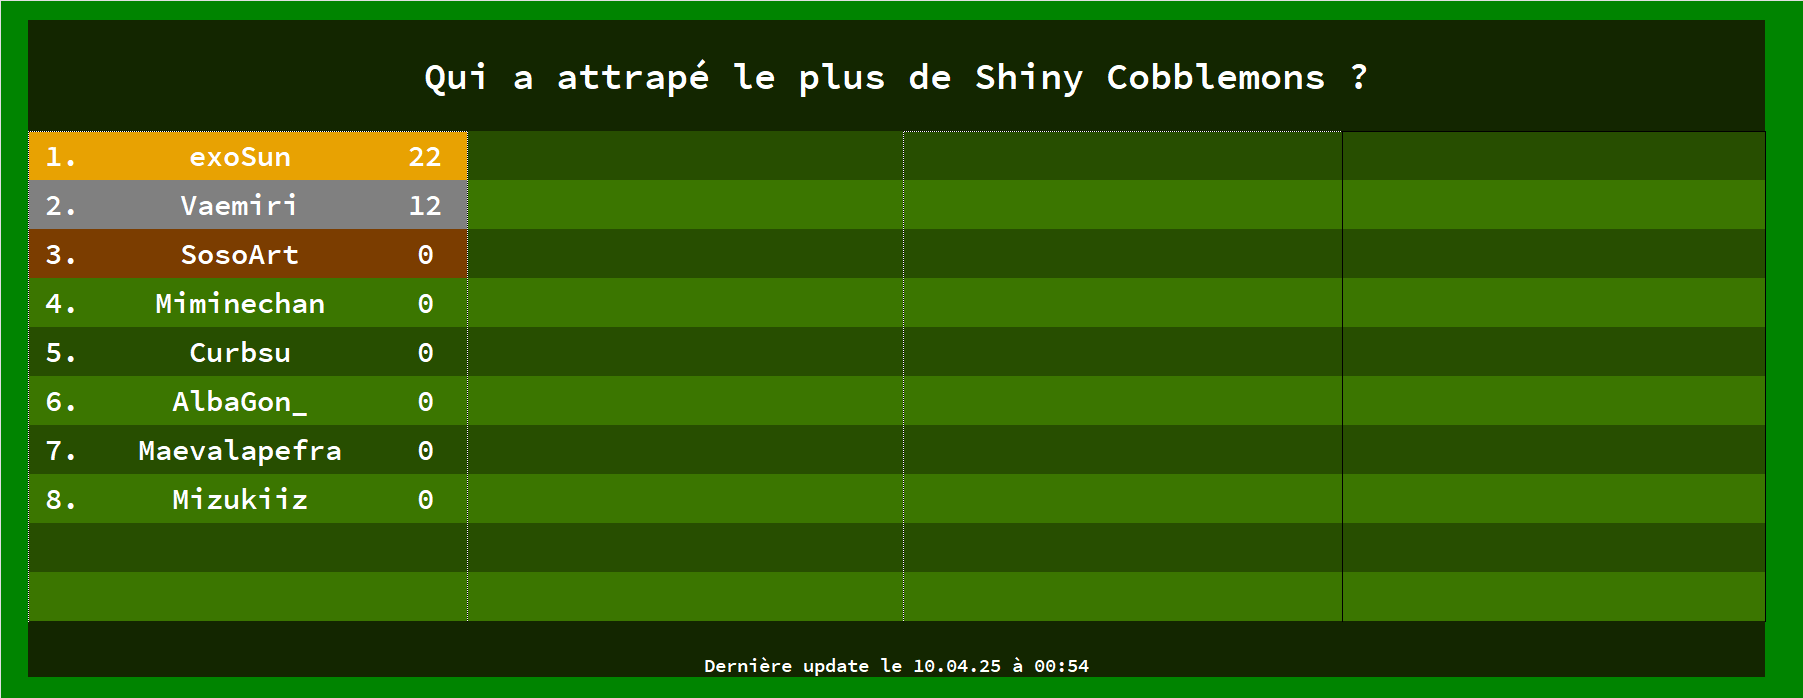 Qui a attrapé le plus de Shiny Cobblemons ?
1. exoSun 22
2. Vaemiri 12
3. SosoArt 0
4. Miminechan 0
5. Curbsu 0
6. AlbaGon_ 0
7. Maevalapefra 0
8. Mizukiiz 0
Dernière update le 10.04.25 à 00:54